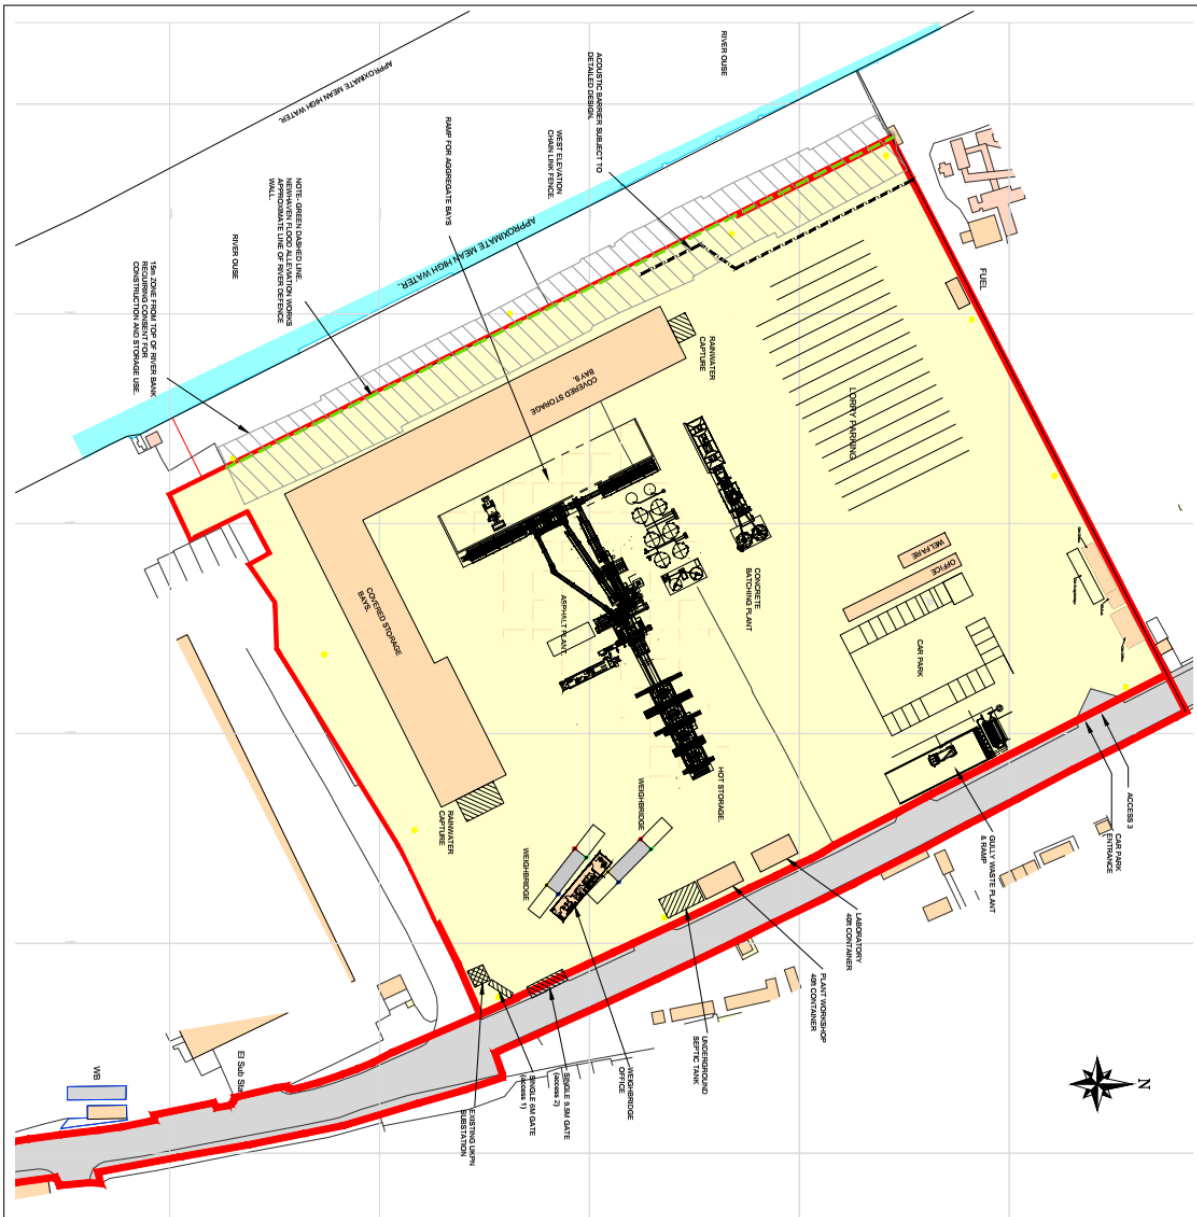 RIVER OUSE
ACOUSTIC BARRIER SUBJECT TO
DETAILED DESIGN.
APPROXIMATE MEAN HIGH WATER.
WEST ELEVATION
CHAIN LINK FENCE.
RAMP FOR AGGREGATE BAYS
NOTE- GREEN DASHED LINE.
NEWHAVEN FLOOD ALLEVIATION WORKS
APPROXIMATE LINE OF RIVER DEFENCE
WALL.
APPROXIMATE MEAN HIGH WATER.
RIVER OUSE
15m ZONE FROM TOP OF RIVER BANK
REQUIRING CONSENT FOR
CONSTRUCTION AND STORAGE USE.
FUEL
RAINWATER
CAPTURE
COVERED STORAGE
BAYS.
LORRY PARKING
WELFARE
OFFICE
CONCRETE
BATCHING PLANT
COVERED STORAGE
BAYS.
ASPHALT PLANT.
CAR PARK
HOT STORAGE.
WEIGHBRIDGE
RAINWATER
CAPTURE
WEIGHBRIDGE
ACCESS 3
CAR PARK
ENTRANCE
GULLY WASTE PLANT
& RAMP
LABORATORY
40ft CONTAINER
PLANT WORKSHOP
40ft CONTAINER
UNDERGROUND
SEPTIC TANK
WEIGHBRIDGE
OFFICE
SINGLE 9.5M GATE
(access 2)
SINGLE 6M GATE
(access 1)
EXISTING UKPN
SUBSTATION
El Sub Sta
WB
N